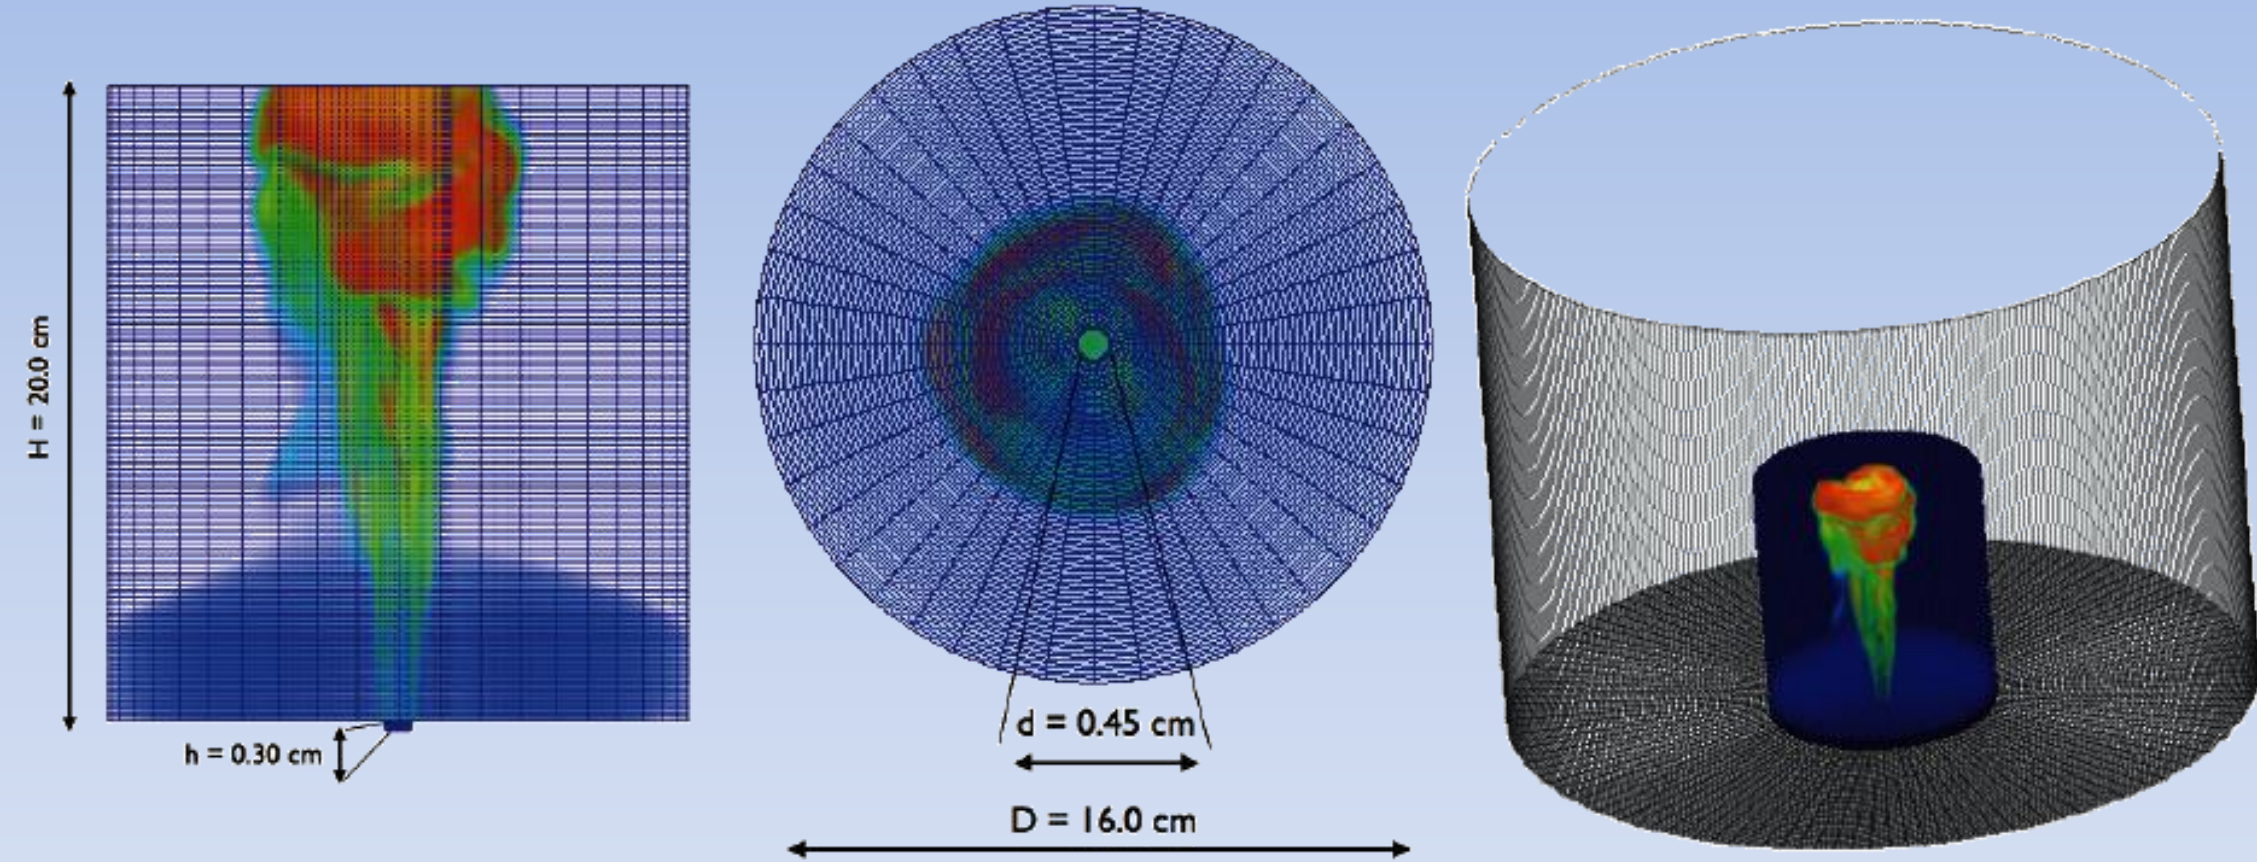 H = 20.0 cm
h = 0.30 cm
d = 0.45 cm
D = 16.0 cm